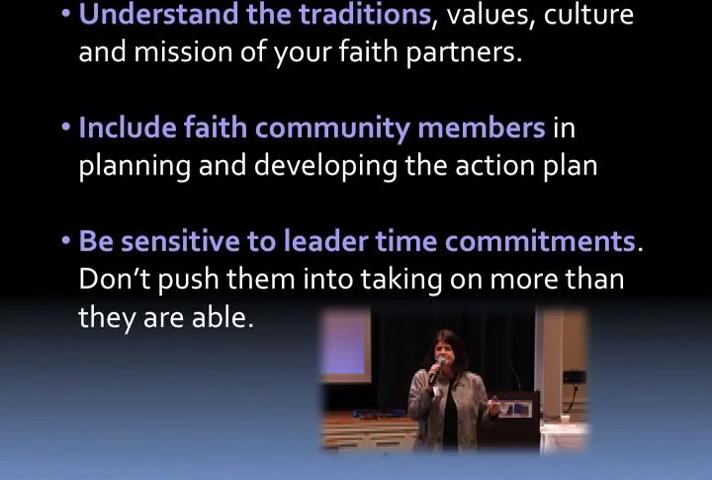 • Understand the traditions, values, culture
and mission of your faith partners.
• Include faith community members in
planning and developing the action plan
• Be sensitive to leader time commitments.
Don’t push them into taking on more than
they are able.